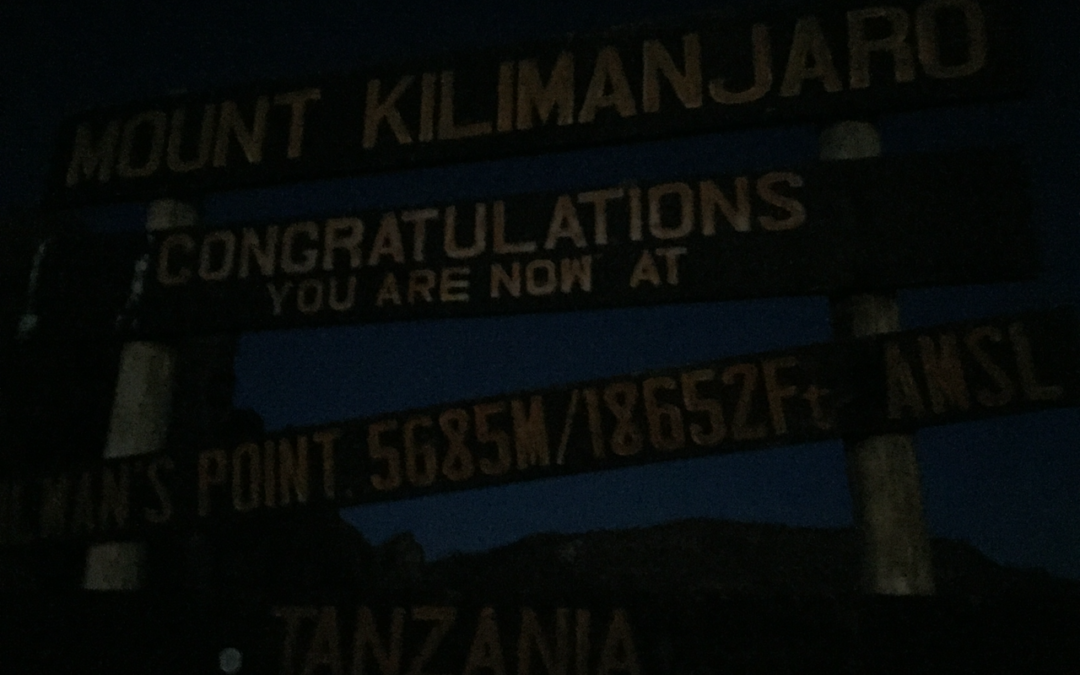 MOUNT KILIMANJARO
CONGRATULATIONS
YOU ARE NOW AT
POINT. 5685M/18652Ft AMSL
TANZANIA